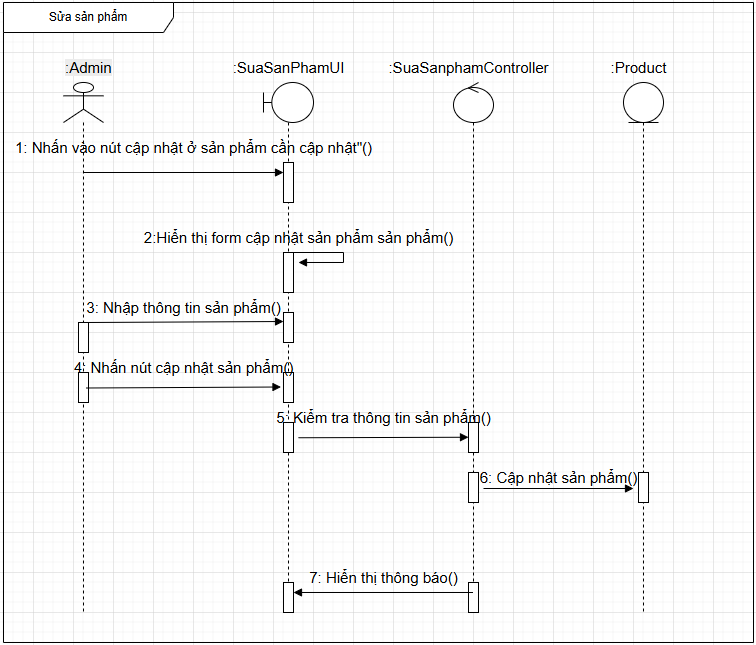 Sửa sản phẩm
:Admin
:SuaSanPhamUI
:SuaSanphamController
:Product
1: Nhấn vào nút cập nhật ở sản phẩm cần cập nhật"()
2:Hiển thị form cập nhật sản phẩm sản phẩm()
3: Nhập thông tin sản phẩm()
4: Nhấn nút cập nhật sản phẩm()
5: Kiểm tra thông tin sản phẩm()
6: Cập nhật sản phẩm()
7: Hiển thị thông báo()